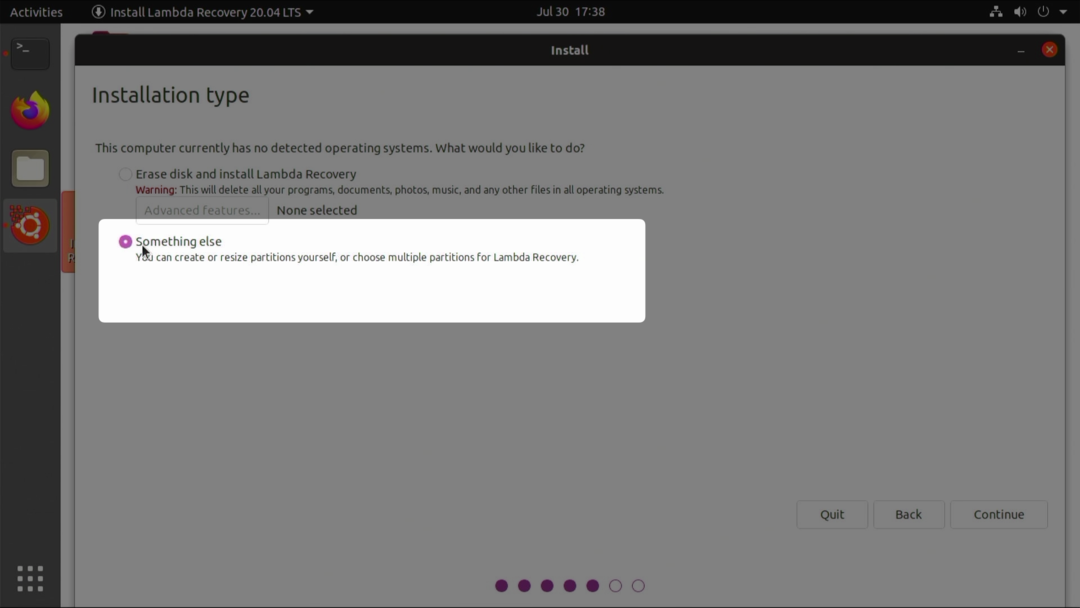 Activities
Install Lambda Recovery 20.04 LTS
Jul 30 17:38
Install
Installation type
This computer currently has no detected operating systems. What would you like to do?
Erase disk and install Lambda Recovery
Warning: This will delete all your programs, documents, photos, music, and any other files in all operating systems.
Advanced features... None selected
Something else
You can create or resize partitions yourself, or choose multiple partitions for Lambda Recovery.
Quit
Back
Continue